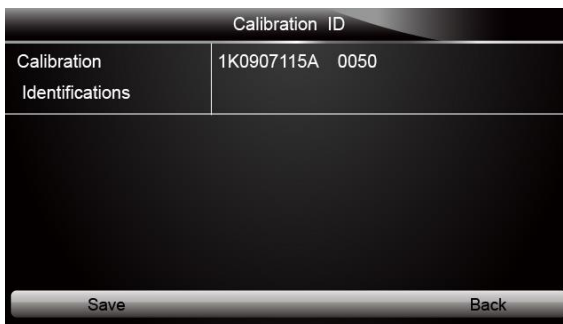 Calibration ID
Calibration 1K0907115A 0050
Identifications
Save Back